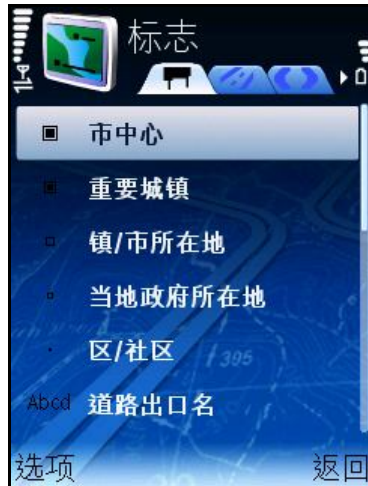 标志
市中心
重要城镇
镇/市所在地
当地政府所在地
区/社区
395
Abcd 道路出口名
选项 返回